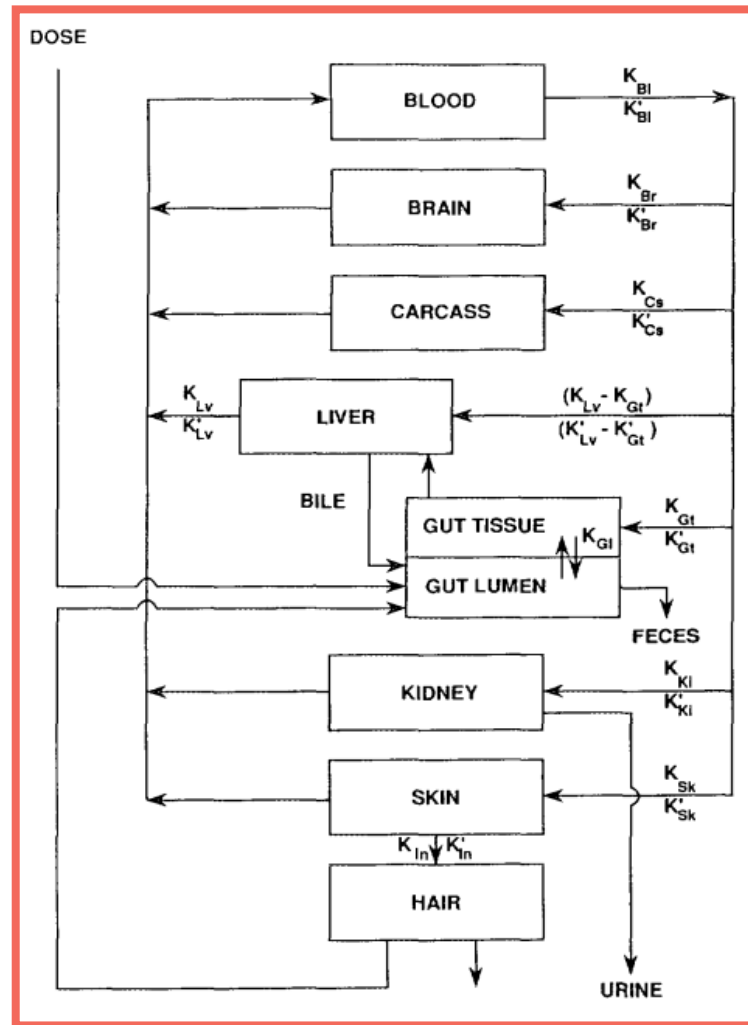 DOSE
BLOOD
K_Bl
K'_Bl
BRAIN
K_Br
K'_Br
CARCASS
K_Cs
K'_Cs
K_Lv
K'_Lv
LIVER
(K_Lv - K_Gt)
(K'_Lv - K'_Gt)
BILE
GUT TISSUE
K_Gl
K_Gt
K'_Gt
GUT LUMEN
FECES
KIDNEY
K_Ki
K'_Ki
SKIN
K_Sk
K'_Sk
K_In K'_In
HAIR
URINE